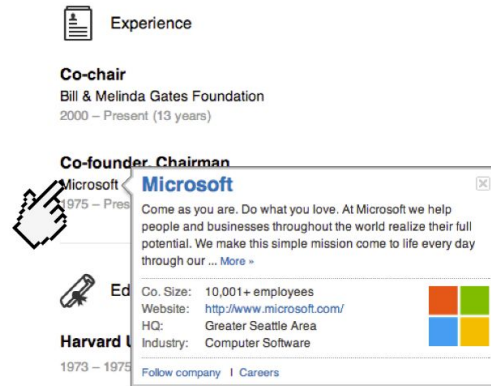 Experience
Co-chair
Bill & Melinda Gates Foundation
2000 – Present (13 years)
Co-founder, Chairman
Microsoft
1975 – Pres
Microsoft
Come as you are. Do what you love. At Microsoft we help
people and businesses throughout the world realize their full
potential. We make this simple mission come to life every day
through our ... More »
Co. Size: 10,001+ employees
Website: http://www.microsoft.com/
HQ: Greater Seattle Area
Industry: Computer Software
Follow company | Careers
Ed
Harvard U
1973 – 1975